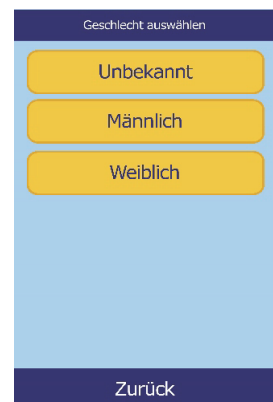 Geschlecht auswählen
Unbekannt
Männlich
Weiblich
Zurück